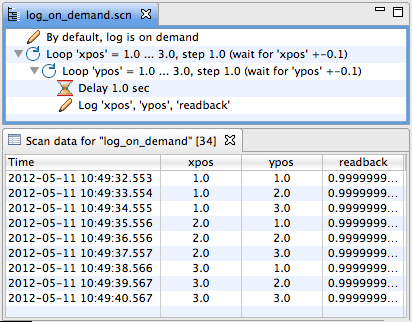 log_on_demand.scn
By default, log is on demand
Loop 'xpos' = 1.0 ... 3.0, step 1.0 (wait for 'xpos' +-0.1)
Loop 'ypos' = 1.0 ... 3.0, step 1.0 (wait for 'ypos' +-0.1)
Delay 1.0 sec
Log 'xpos', 'ypos', 'readback'
Scan data for "log_on_demand" [34]
Time xpos ypos readback
2012-05-11 10:49:32.553 1.0 1.0 0.9999999...
2012-05-11 10:49:33.554 1.0 2.0 0.9999999...
2012-05-11 10:49:34.555 1.0 3.0 0.9999999...
2012-05-11 10:49:35.556 2.0 1.0 0.9999999...
2012-05-11 10:49:36.556 2.0 2.0 0.9999999...
2012-05-11 10:49:37.557 2.0 3.0 0.9999999...
2012-05-11 10:49:38.566 3.0 1.0 0.9999999...
2012-05-11 10:49:39.567 3.0 2.0 0.9999999...
2012-05-11 10:49:40.567 3.0 3.0 0.9999999...